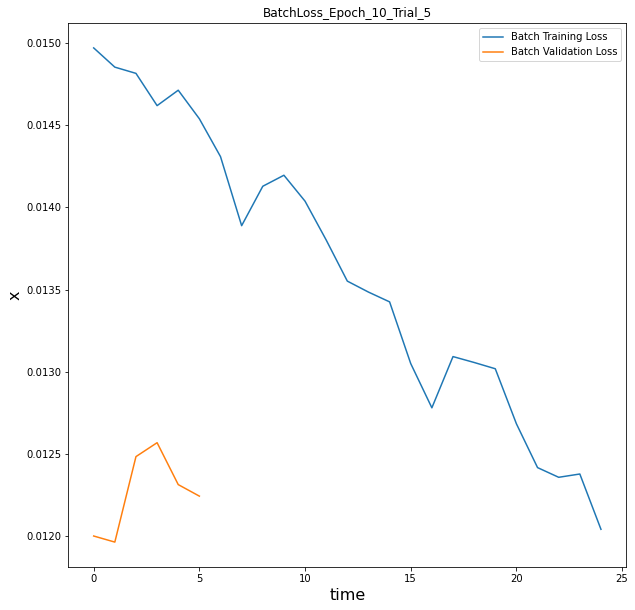 BatchLoss_Epoch_10_Trial_5
Batch Training Loss
Batch Validation Loss
x
0.0150
0.0145
0.0140
0.0135
0.0130
0.0125
0.0120
0
5
10
15
20
25
time